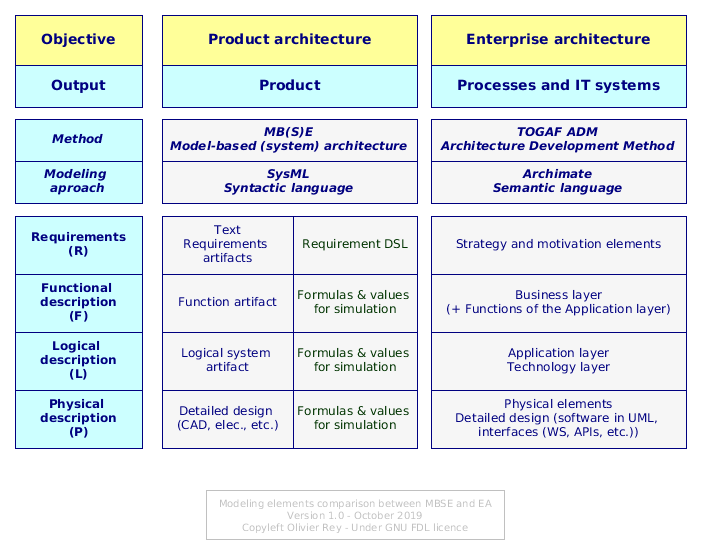 Objective
Product architecture
Enterprise architecture
Output
Product
Processes and IT systems
Method
MB(S)E
Model-based (system) architecture
TOGAF ADM
Architecture Development Method
Modeling
aproach
SysML
Syntactic language
Archimate
Semantic language
Requirements
(R)
Text
Requirements
artifacts
Requirement DSL
Strategy and motivation elements
Functional
description
(F)
Function artifact
Formulas & values
for simulation
Business layer
(+ Functions of the Application layer)
Logical
description
(L)
Logical system
artifact
Formulas & values
for simulation
Application layer
Technology layer
Physical
description
(P)
Detailed design
(CAD, elec., etc.)
Formulas & values
for simulation
Physical elements
Detailed design (software in UML,
interfaces (WS, APIs, etc.))
Modeling elements comparison between MBSE and EA
Version 1.0 - October 2019
Copyleft Olivier Rey - Under GNU FDL licence